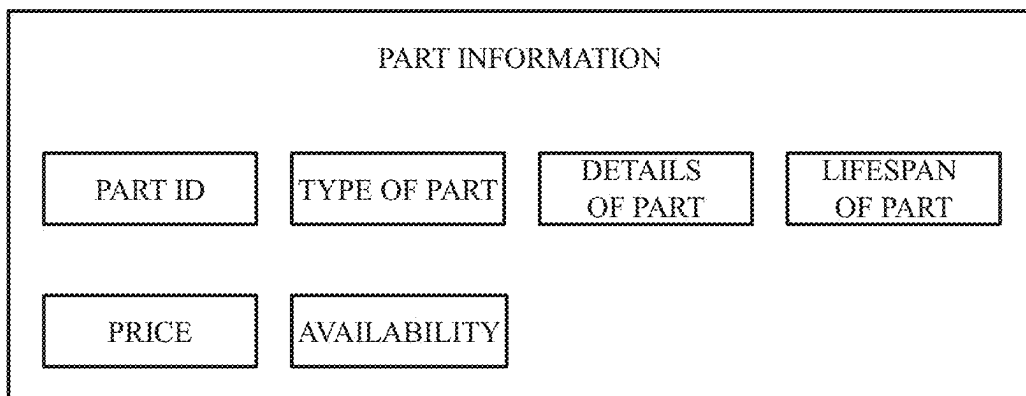 PART INFORMATION
PART ID
TYPE OF PART
DETAILS
OF PART
LIFESPAN
OF PART
PRICE
AVAILABILITY